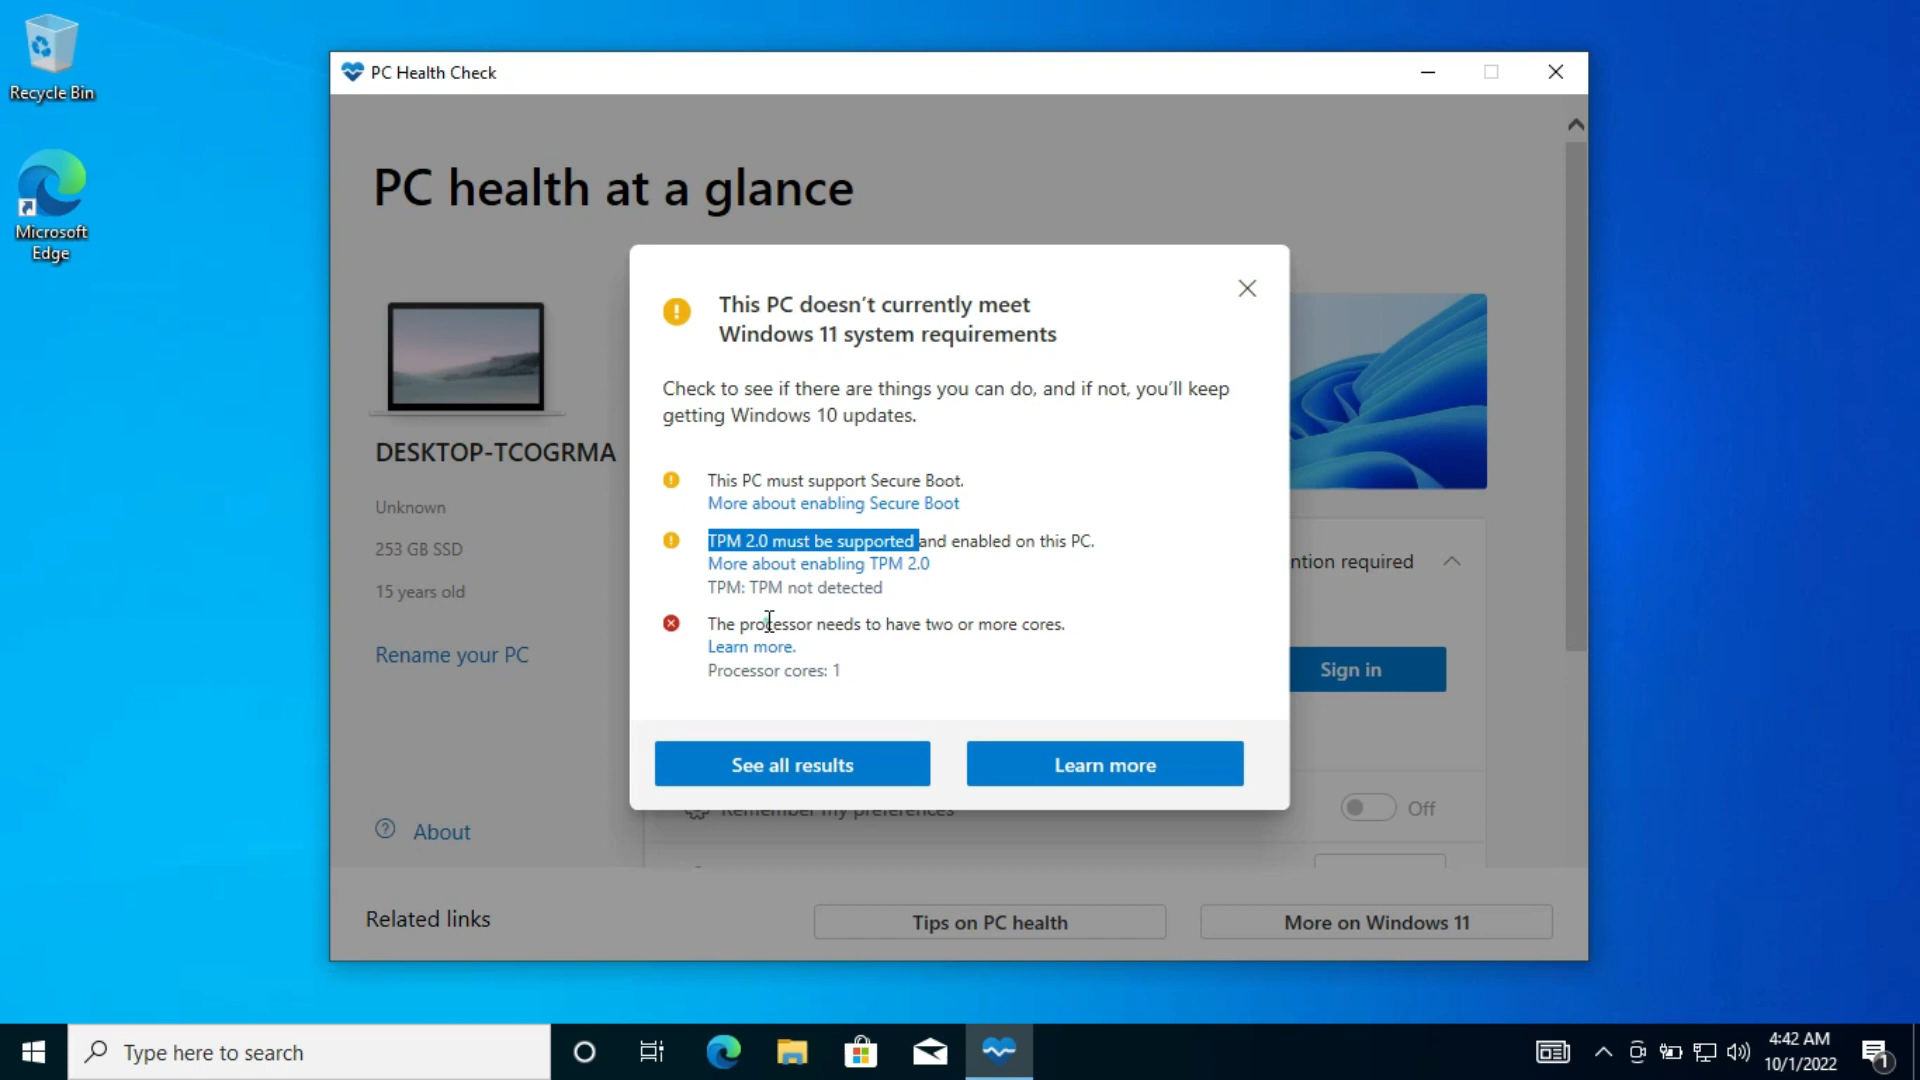 Recycle Bin
Microsoft
Edge
PC Health Check
PC health at a glance
DESKTOP-TCOGRMA
Unknown
253 GB SSD
15 years old
Rename your PC
About
This PC doesn't currently meet
Windows 11 system requirements
Check to see if there are things you can do, and if not, you'll keep
getting Windows 10 updates.
This PC must support Secure Boot.
More about enabling Secure Boot
TPM 2.0 must be supported and enabled on this PC.
More about enabling TPM 2.0
TPM: TPM not detected
The processor needs to have two or more cores.
Learn more.
Processor cores: 1
See all results
Learn more
ntion required
Sign in
Remember my preferences
Off
Related links
Tips on PC health
More on Windows 11
Type here to search
4:42 AM
10/1/2022
1